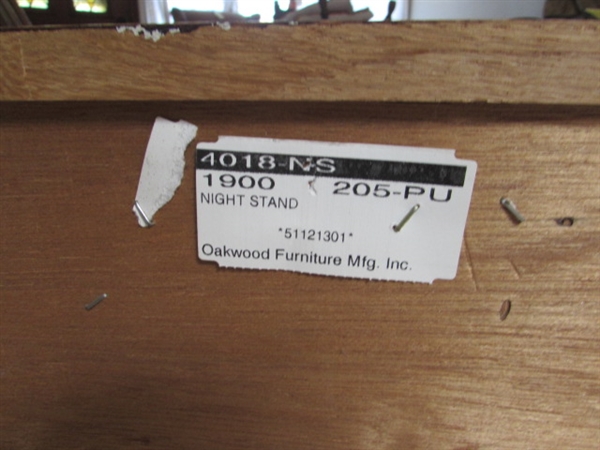 4018-NS
1900 205-PU
NIGHT STAND
*51121301*
Oakwood Furniture Mfg. Inc.